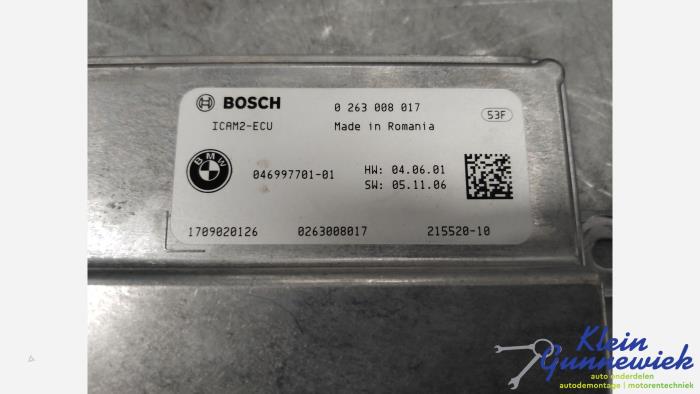 BOSCH
0 263 008 017
ICAM2-ECU
Made in Romania
53F
BMW
046997701-01
HW: 04.06.01
SW: 05.11.06
1709020126
0263008017
215520-10
Klein
Gunnewiek
auto onderdelen
autodemontage | motorentechniek